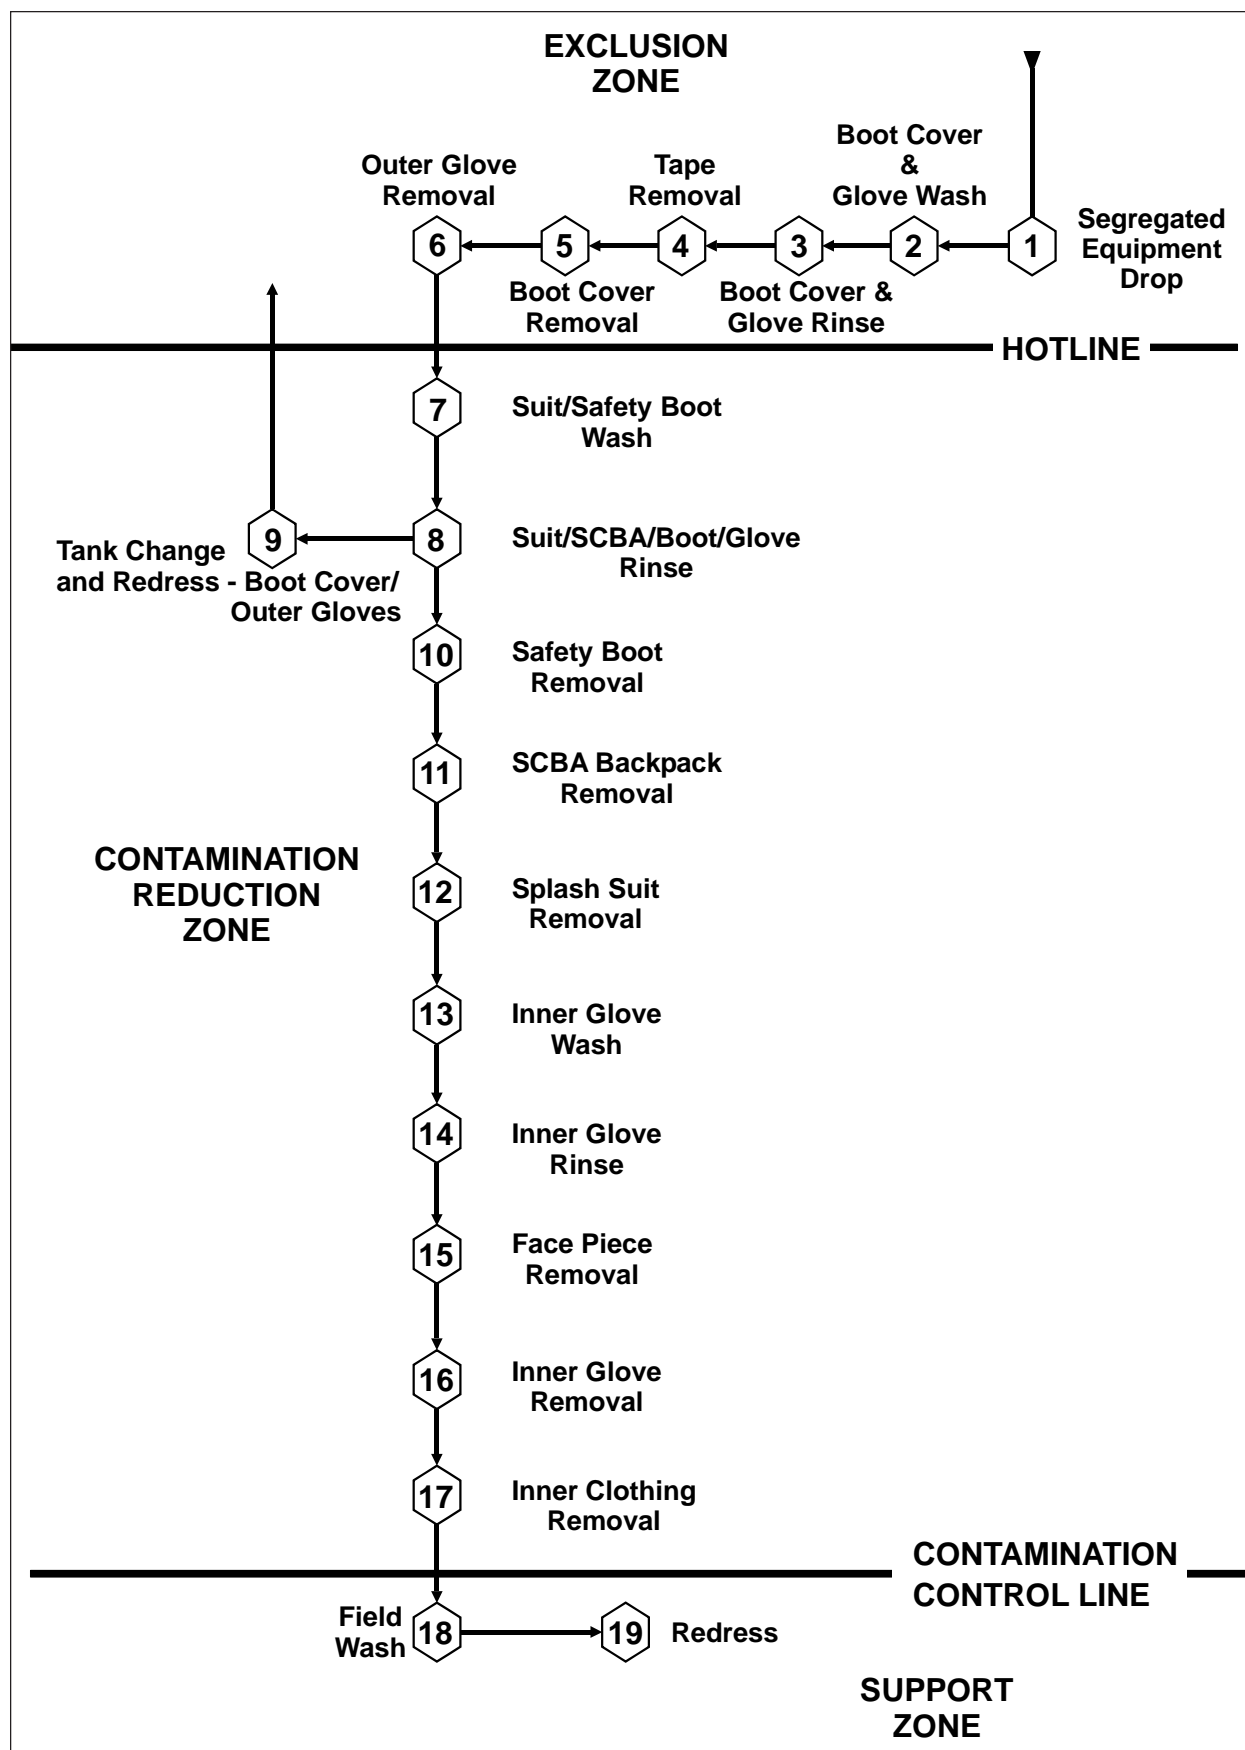 EXCLUSION
ZONE
Boot Cover
&
Glove Wash
Outer Glove
Removal
Tape
Removal
Segregated
Equipment
Drop
6
5
4
3
2
1
Boot Cover
Removal
Boot Cover &
Glove Rinse
HOTLINE
7
Suit/Safety Boot
Wash
9
8
Suit/SCBA/Boot/Glove
Rinse
Tank Change
and Redress - Boot Cover/
Outer Gloves
10
Safety Boot
Removal
11
SCBA Backpack
Removal
CONTAMINATION
REDUCTION
ZONE
12
Splash Suit
Removal
13
Inner Glove
Wash
14
Inner Glove
Rinse
15
Face Piece
Removal
16
Inner Glove
Removal
17
Inner Clothing
Removal
CONTAMINATION
CONTROL LINE
Field
Wash
18
19
Redress
SUPPORT
ZONE